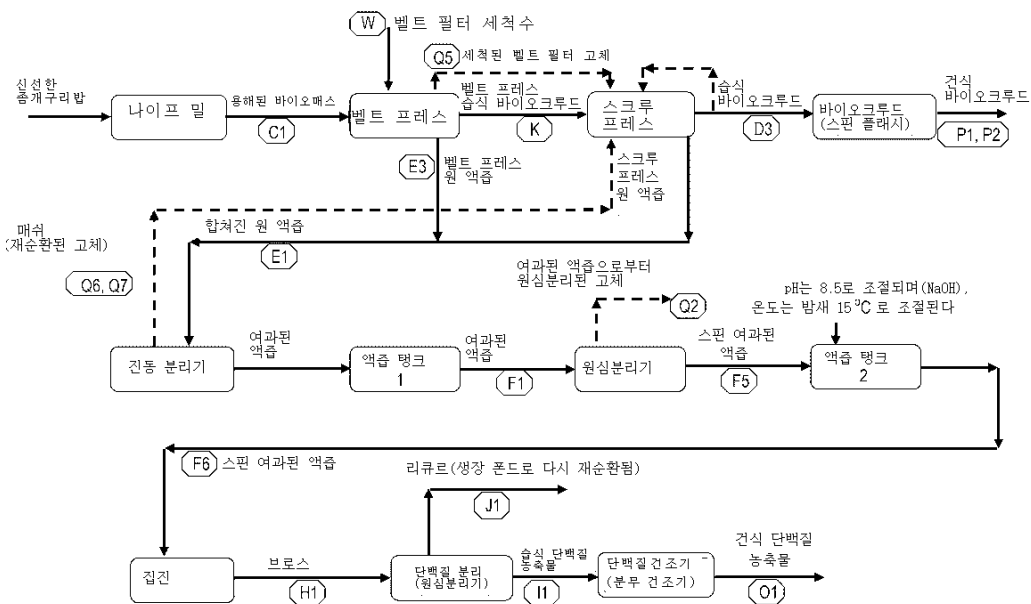 W 벨트 필터 세척수
Q5 세척된 벨트 필터 고체
신선한
좀개구리밥
나이프 밀
용해된 바이오매스
C1
벨트 프레스
벨트 프레스
습식 바이오크루드
K
스크루
프레스
습식
바이오크루드
D3
바이오크루드
(스핀 플래시)
건식
바이오크루드
P1, P2
E3
벨트 프레스
원 액즙
스크루
프레스
원 액즙
매쉬
(재순환된 고체)
Q6, Q7
합쳐진 원 액즙
E1
여과된 액즙으로부터
원심분리된 고체
Q2
pH는 8.5로 조절되며(NaOH),
온도는 밤새 15 ℃ 로 조절된다
진동 분리기
여과된
액즙
액즙 탱크
1
여과된
액즙
F1
원심분리기
스핀 여과된
액즙
F5
액즙 탱크
2
F6 스핀 여과된 액즙
리큐르(생장 폰드로 다시 재순환됨)
J1
집진
브로스
H1
단백질 분리
(원심분리기)
습식 단백질
농축물
I1
단백질건조기
(분무 건조기)
건식 단백질
농축물
O1